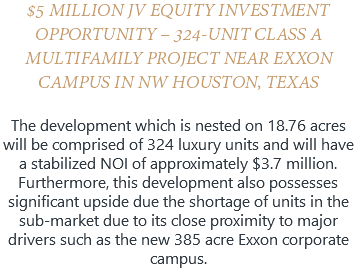 $5 MILLION JV EQUITY INVESTMENT
OPPORTUNITY – 324-UNIT CLASS A
MULTIFAMILY PROJECT NEAR EXXON
CAMPUS IN NW HOUSTON, TEXAS
The development which is nested on 18.76 acres
will be comprised of 324 luxury units and will have
a stabilized NOI of approximately $3.7 million.
Furthermore, this development also possesses
significant upside due the shortage of units in the
sub-market due to its close proximity to major
drivers such as the new 385 acre Exxon corporate
campus.